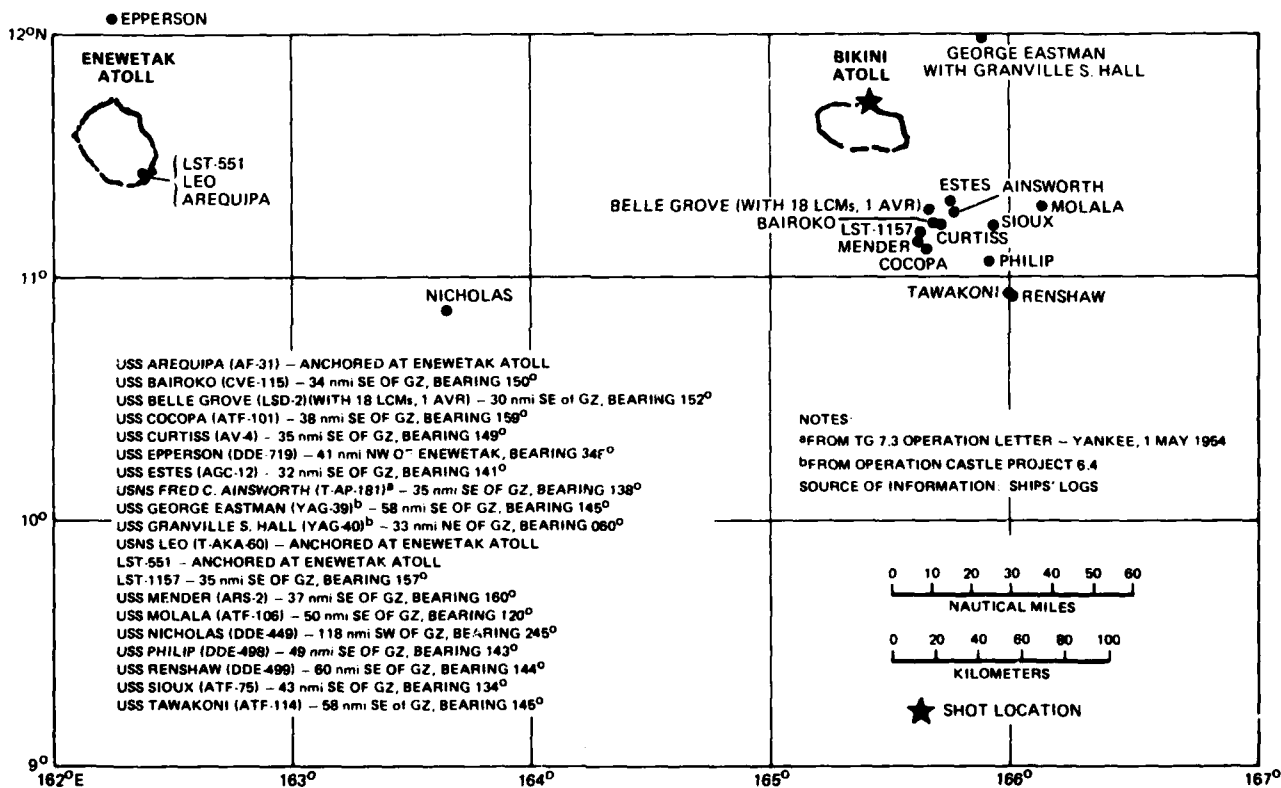 EPPERSON
12°N
ENEWETAK
ATOLL
LST-551
LEO
AREQUIPA
BIKINI
ATOLL
GEORGE EASTMAN
WITH GRANVILLE S. HALL
ESTES
AINSWORTH
BELLE GROVE (WITH 18 LCMs, 1 AVR)
MOLALA
BAIROKO
SIOUX
LST-1157
CURTISS
MENDER
COCOPA
PHILIP
11°
NICHOLAS
TAWAKONI
RENSHAW
USS AREQUIPA (AF-31) – ANCHORED AT ENEWETAK ATOLL
USS BAIROKO (CVE-115) – 34 nmi SE OF GZ, BEARING 150°
USS BELLE GROVE (LSD-2)(WITH 18 LCMs, 1 AVR) – 30 nmi SE of GZ, BEARING 152°
USS COCOPA (ATF-101) – 38 nmi SE OF GZ, BEARING 159°
USS CURTISS (AV-4) – 35 nmi SE OF GZ, BEARING 149°
USS EPPERSON (DDE-719) – 41 nmi NW OF ENEWETAK, BEARING
USS ESTES (AGC-12) - 32 nmi SE OF GZ, BEARING 141°
USNS FRED C. AINSWORTH (T-AP-181)ᵃ – 35 nmi SE OF GZ, BEARING 138°
USS GEORGE EASTMAN (YAG-39)ᵇ – 58 nmi SE OF GZ, BEARING 145°
USS GRANVILLE S. HALL (YAG-40)ᵇ – 33 nmi NE OF GZ, BEARING 060°
USNS LEO (T-AKA-60) – ANCHORED AT ENEWETAK ATOLL
LST-551 – ANCHORED AT ENEWETAK ATOLL
LST-1157 – 35 nmi SE OF GZ, BEARING 157°
USS MENDER (ARS-2) – 37 nmi SE OF GZ, BEARING 160°
USS MOLALA (ATF-106) – 50 nmi SE OF GZ, BEARING 120°
USS NICHOLAS (DDE-449) – 118 nmi SW OF GZ, BEARING 245°
USS PHILIP (DDE-498) – 49 nmi SE OF GZ, BEARING 143°
USS RENSHAW (DDE-499) – 60 nmi SE OF GZ, BEARING 144°
USS SIOUX (ATF-75) – 43 nmi SE OF GZ, BEARING 134°
USS TAWAKONI (ATF-114) – 58 nmi SE of GZ, BEARING 145°
NOTES:
ᵃFROM TG 7.3 OPERATION LETTER – YANKEE, 1 MAY 1954
ᵇFROM OPERATION CASTLE PROJECT 6.4
SOURCE OF INFORMATION: SHIPS' LOGS
10°
0 10 20 30 40 50 60
NAUTICAL MILES
0 20 40 60 80 100
KILOMETERS
SHOT LOCATION
9°
162°E 163° 164° 165° 166° 167°